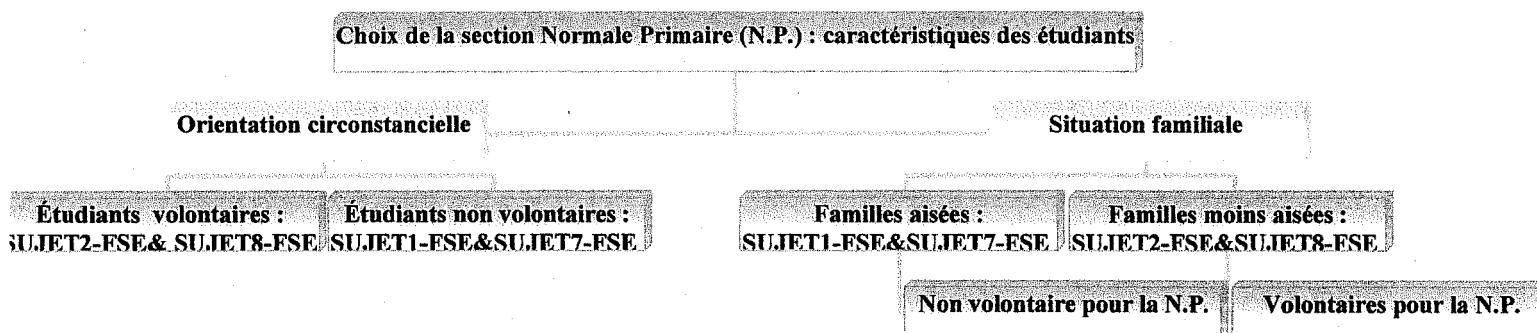 Choix de la section Normale Primaire (N.P.) : caractéristiques des étudiants
Orientation circonstancielle
Situation familiale
Étudiants volontaires :
SUJET2-FSE& SUJET8-FSE
Étudiants non volontaires :
SUJET1-FSE&SUJET7-FSE
Familles aisées :
SUJET1-FSE&SUJET7-FSE
Familles moins aisées :
SUJET2-FSE&SUJET8-FSE
Non volontaire pour la N.P.
Volontaires pour la N.P.